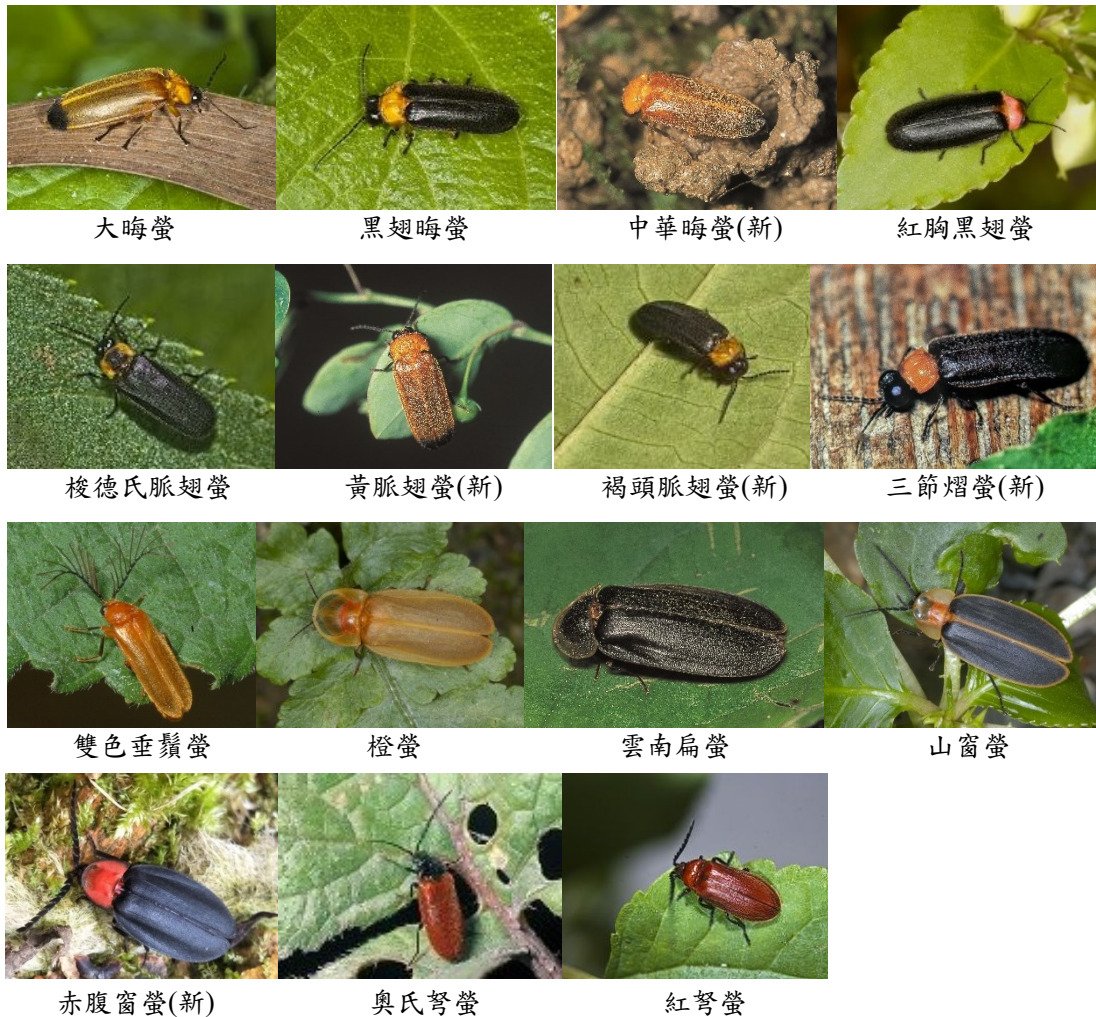 大晦螢
黑翅晦螢
中華晦螢(新)
紅胸黑翅螢
梭德氏脈翅螢
黃脈翅螢(新)
褐頭脈翅螢(新)
三節熠螢(新)
雙色垂鬚螢
橙螢
雲南扁螢
山窗螢
赤腹窗螢(新)
奧氏弩螢
紅弩螢